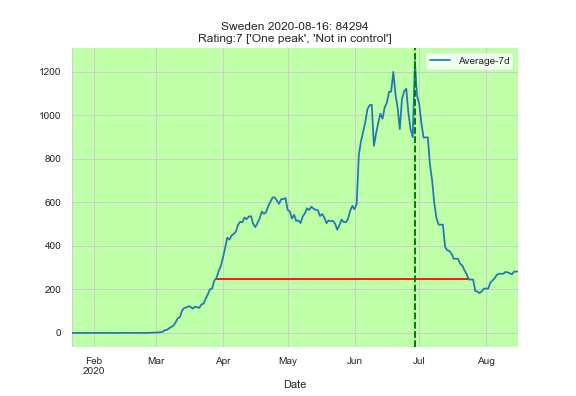 Sweden 2020-08-16: 84294
Rating:7 ['One peak', 'Not in control']
Average-7d
1200
1000
800
600
400
200
0
Feb
2020
Mar
Apr
May
Jun
Jul
Aug
Date